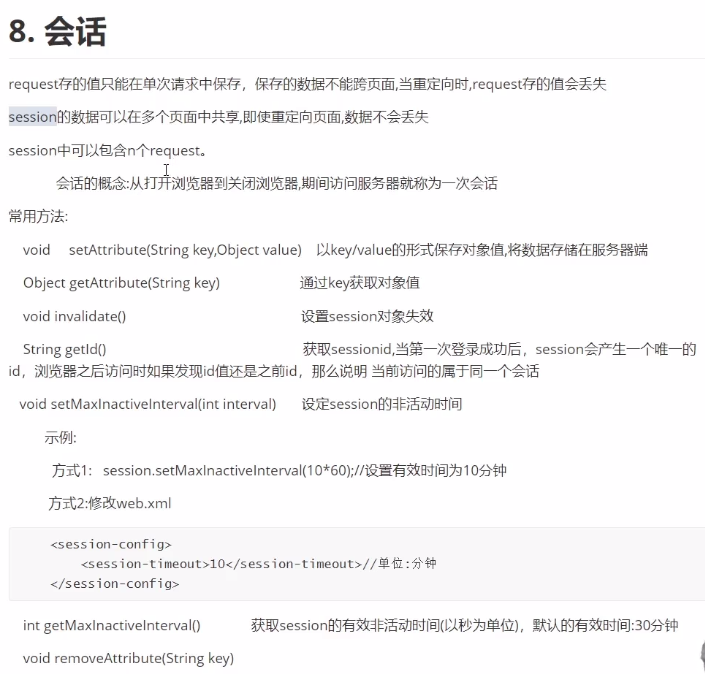 8. 会话
request存的值只能在单次请求中保存，保存的数据不能跨页面,当重定向时,request存的值会丢失
session的数据可以在多个页面中共享,即使重定向页面,数据不会丢失
session中可以包含n个request。
会话的概念:从打开浏览器到关闭浏览器,期间访问服务器就称为一次会话
常用方法:
void setAttribute(String key,Object value) 以key/value的形式保存对象值,将数据存储在服务器端
Object getAttribute(String key) 通过key获取对象值
void invalidate() 设置session对象失效
String getId() 获取sessionid,当第一次登录成功后，session会产生一个唯一的
id，浏览器之后访问时如果发现id值还是之前id，那么说明 当前访问的属于同一个会话
void setMaxInactiveInterval(int interval) 设定session的非活动时间
示例:
方式1: session.setMaxInactiveInterval(10*60);//设置有效时间为10分钟
方式2:修改web.xml
<session-config>
<session-timeout>10</session-timeout>//单位:分钟
</session-config>
int getMaxInactiveInterval() 获取session的有效非活动时间(以秒为单位)，默认的有效时间:30分钟
void removeAttribute(String key)